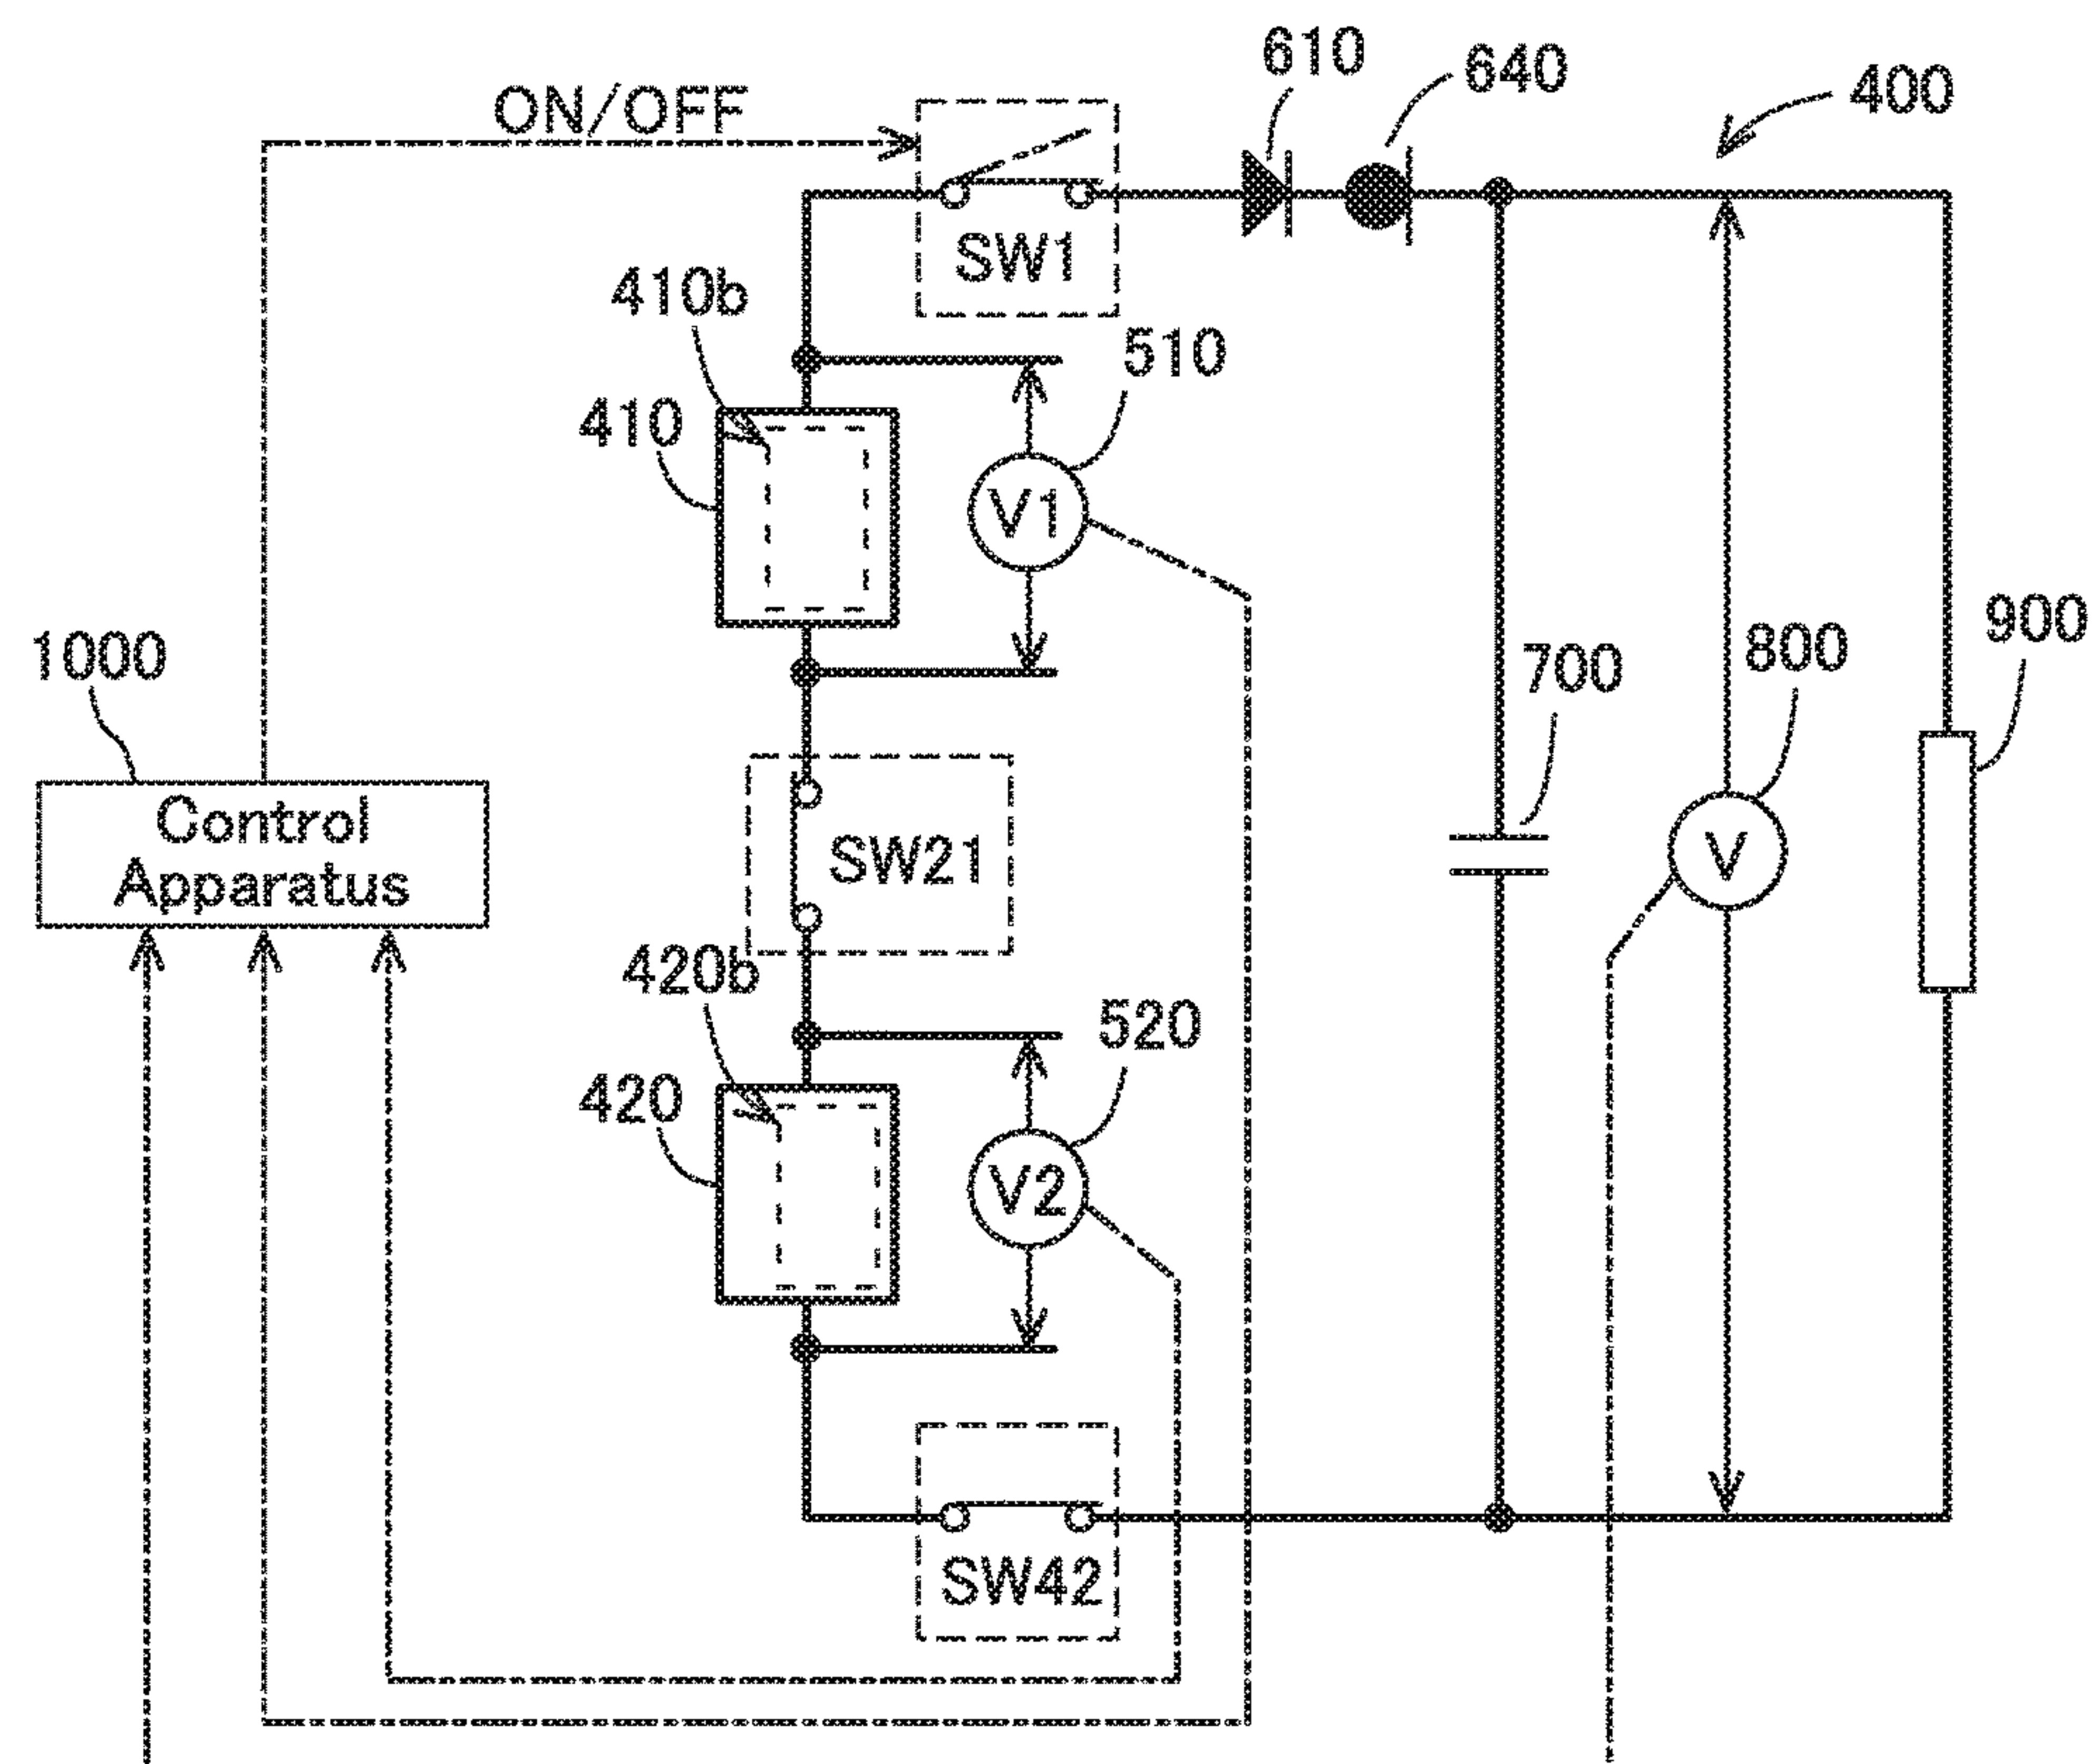 610
640
400
ON/OFF
SW1
410b
510
410
V1
1000
700
800
900
Control
Apparatus
SW21
V
420b
520
420
V2
SW42